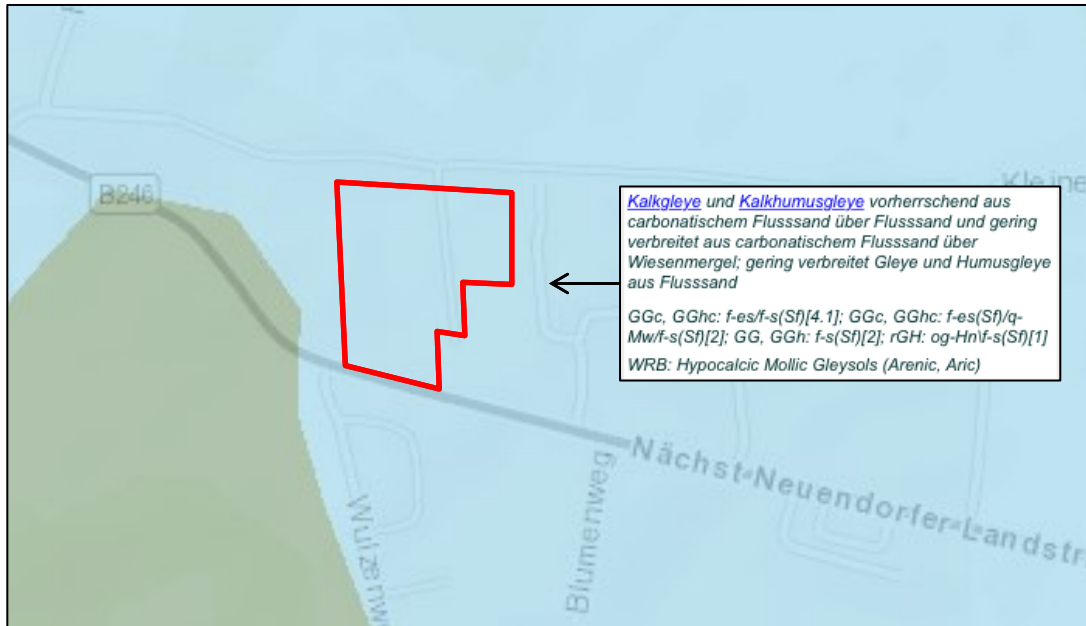 B246
Kleine
Kalkgleye und Kalkhumusgleye vorherrschend aus
carbonatischem Flusssand über Flusssand und gering
verbreitet aus carbonatischem Flusssand über
Wiesenmergel; gering verbreitet Gleye und Humusgleye
aus Flusssand
GGc, GGhc: f-es/f-s(Sf)[4.1]; GGc, GGhc: f-es(Sf)/q-
Mw/f-s(Sf)[2]; GG, GGh: f-s(Sf)[2]; rGH: og-Hn\f-s(Sf)[1]
WRB: Hypocalcic Mollic Gleysols (Arenic, Aric)
Nächst-Neuendorfer-Landstr
Wulzenw
Blumenweg